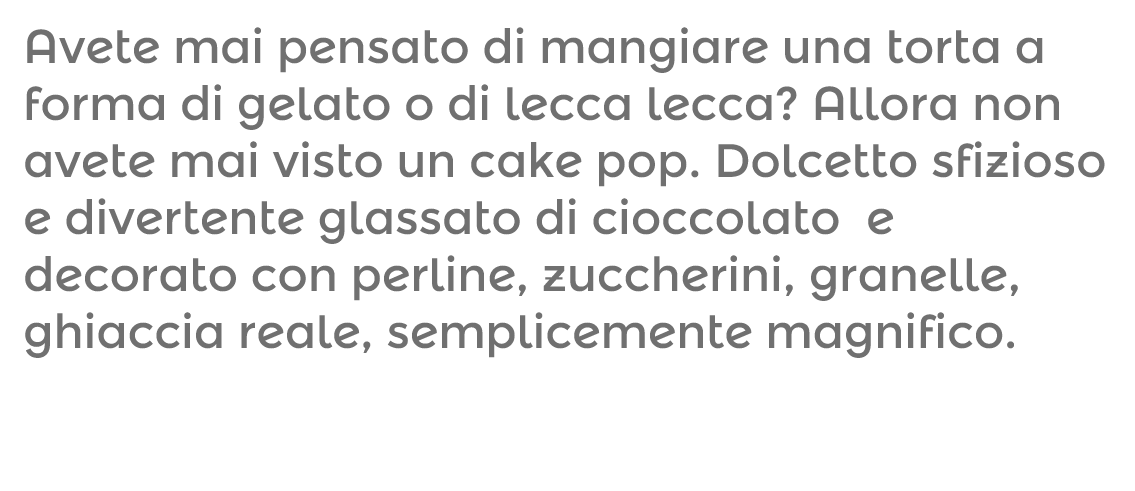 Avete mai pensato di mangiare una torta a
forma di gelato o di lecca lecca? Allora non
avete mai visto un cake pop. Dolcetto sfizioso
e divertente glassato di cioccolato  e
decorato con perline, zuccherini, granelle,
ghiaccia reale, semplicemente magnifico.